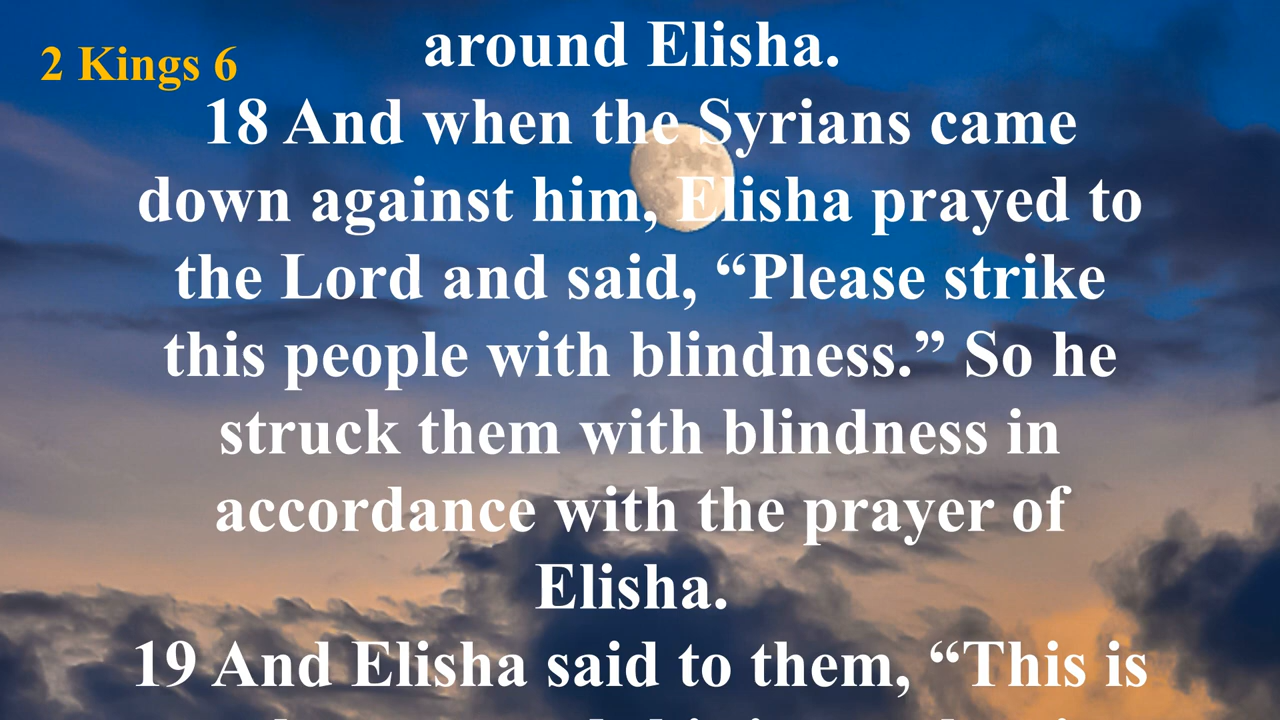 2 Kings 6
around Elisha.
18 And when the Syrians came
down against him, Elisha prayed to
the Lord and said, “Please strike
this people with blindness.” So he
struck them with blindness in
accordance with the prayer of
Elisha.
19 And Elisha said to them, “This is